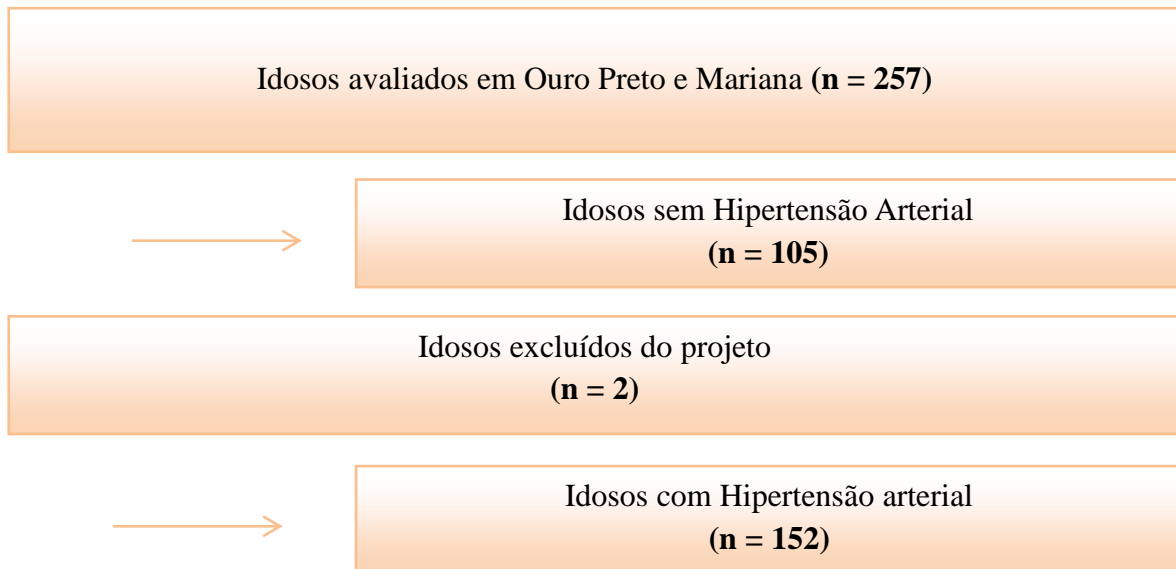 Idosos avaliados em Ouro Preto e Mariana (n = 257)
Idosos sem Hipertensão Arterial
(n = 105)
Idosos excluídos do projeto
(n = 2)
Idosos com Hipertensão arterial
(n = 152)